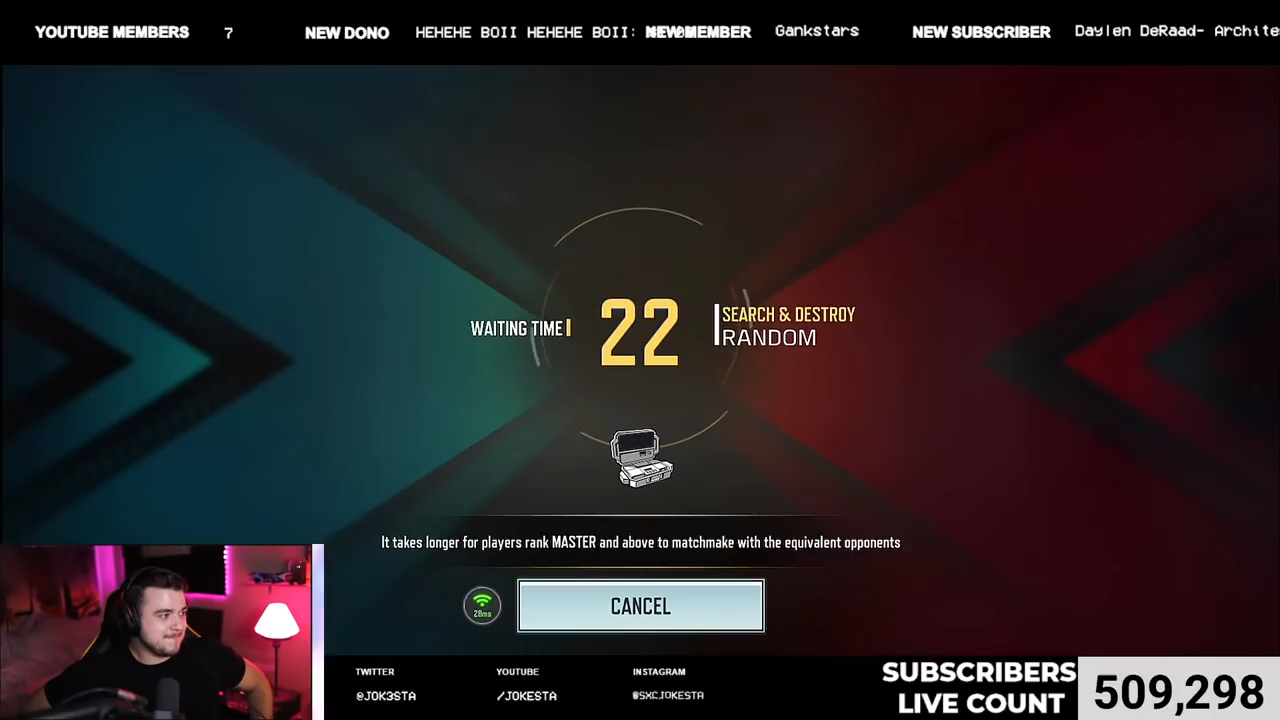 YOUTUBE MEMBERS 7 NEW DONO HEHEHE BOII HEHEHE BOII: NEW MEMBER Gankstars NEW SUBSCRIBER Daylen DeRaad- Archite
WAITING TIME 22 SEARCH & DESTROY
RANDOM
It takes longer for players rank MASTER and above to matchmake with the equivalent opponents
28ms CANCEL
TWITTER YOUTUBE INSTAGRAM
@JOK3STA /JOKESTA @SXCJOKESTA
SUBSCRIBERS
LIVE COUNT 509,298